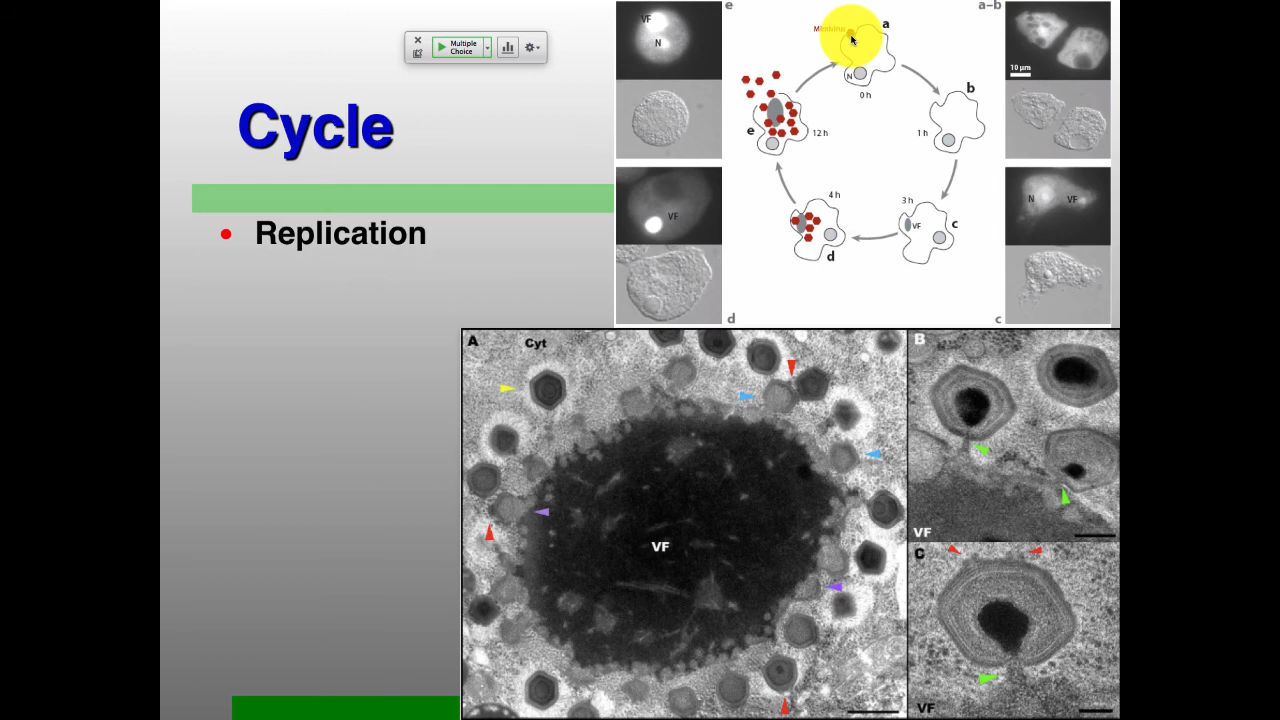 Multiple
Choice
Cycle
Replication
VF
N
e
a-b
10 μm
Mimivirus
a
N
0 h
b
1 h
e
12 h
4 h
3 h
VF
c
d
VF
N
VF
d
c
A
Cyt
VF
B
VF
C
VF